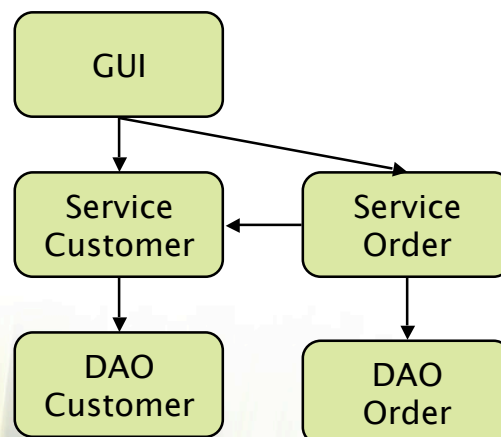 GUI
Service
Customer
Service
Order
DAO
Customer
DAO
Order